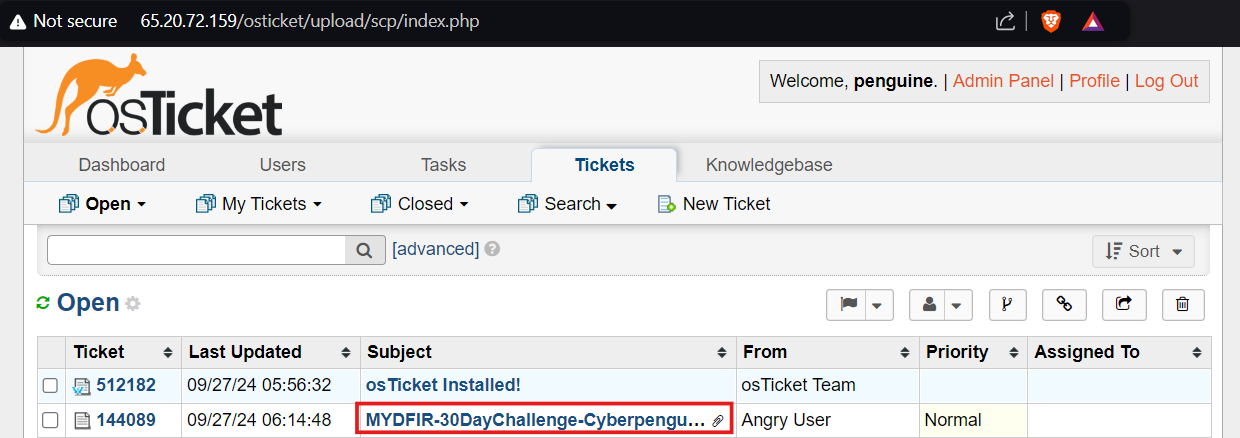 Not secure 65.20.72.159/osticket/upload/scp/index.php
osTicket
Welcome, penguine. | Admin Panel | Profile | Log Out
Dashboard Users Tasks Tickets Knowledgebase
Open My Tickets Closed Search New Ticket
[advanced] ? Sort
Open
Ticket Last Updated Subject From Priority Assigned To
512182 09/27/24 05:56:32 osTicket Installed! osTicket Team
144089 09/27/24 06:14:48 MYDFIR-30DayChallenge-Cyberpengu... Angry User Normal